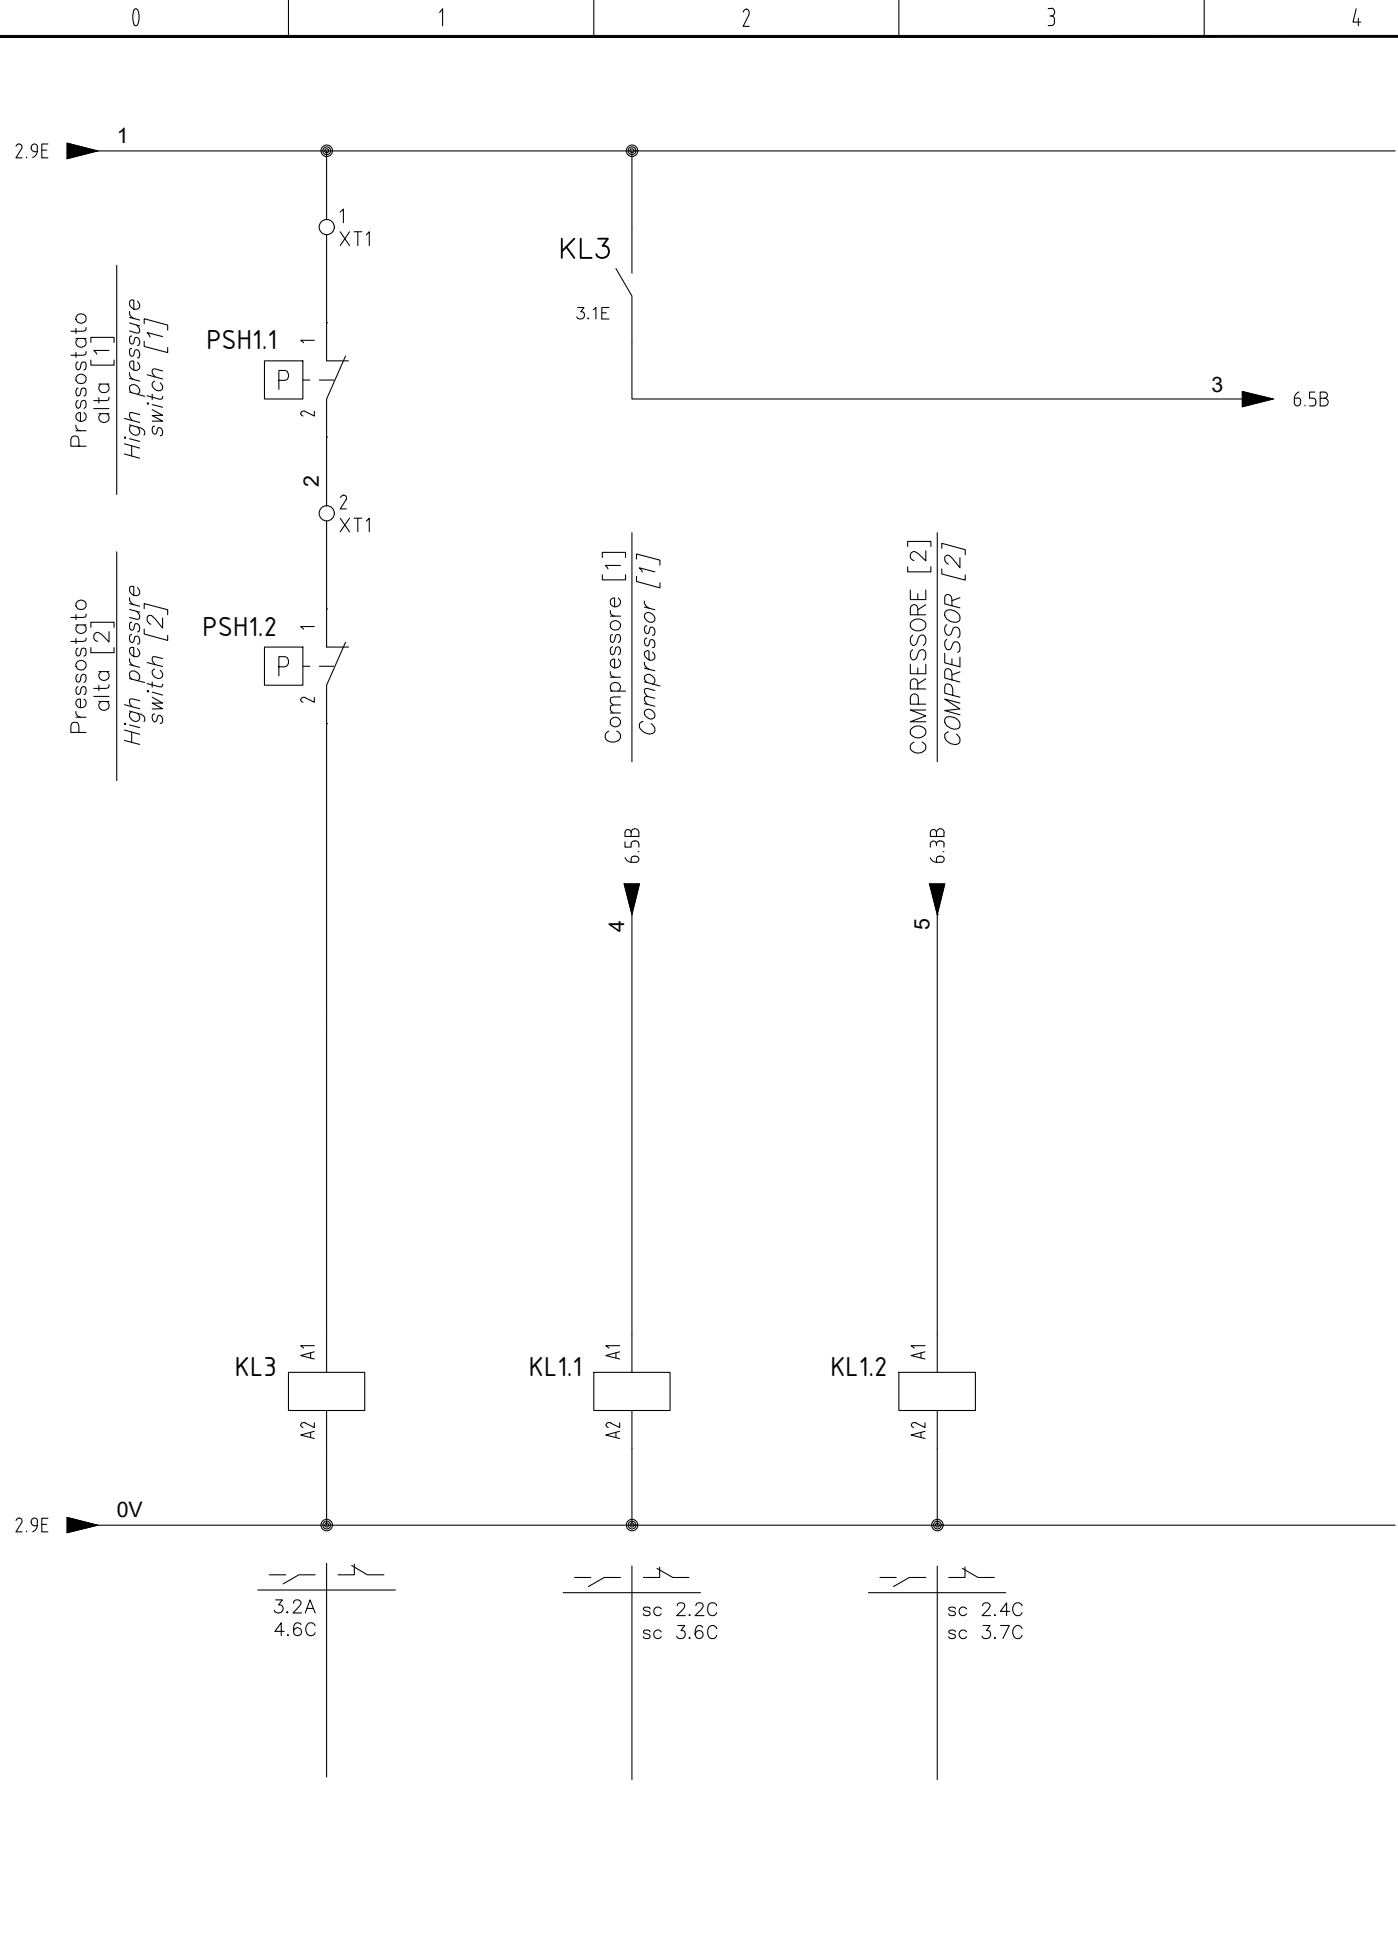 0 1 2 3 4
2.9E 1
1
XT1
KL3
3.1E
Pressostato
alta [1]
High pressure
switch [1]
PSH1.1
1
P
2
3 6.5B
2
2
XT1
Pressostato
alta [2]
High pressure
switch [2]
PSH1.2
1
P
2
Compressore [1]
Compressor [1]
COMPRESSORE [2]
COMPRESSOR [2]
6.5B
4
6.3B
5
KL3
A1
A2
KL1.1
A1
A2
KL1.2
A1
A2
2.9E 0V
3.2A
4.6C
sc 2.2C
sc 3.6C
sc 2.4C
sc 3.7C